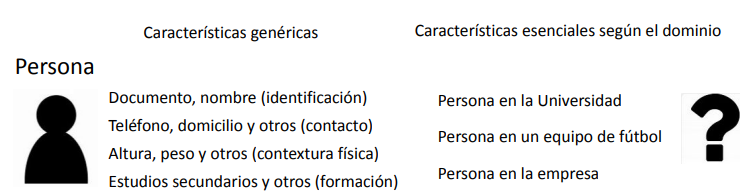 Características genéricas
Características esenciales según el dominio
Persona
Documento, nombre (identificación)
Teléfono, domicilio y otros (contacto)
Altura, peso y otros (contextura física)
Estudios secundarios y otros (formación)
Persona en la Universidad
Persona en un equipo de fútbol
Persona en la empresa
?